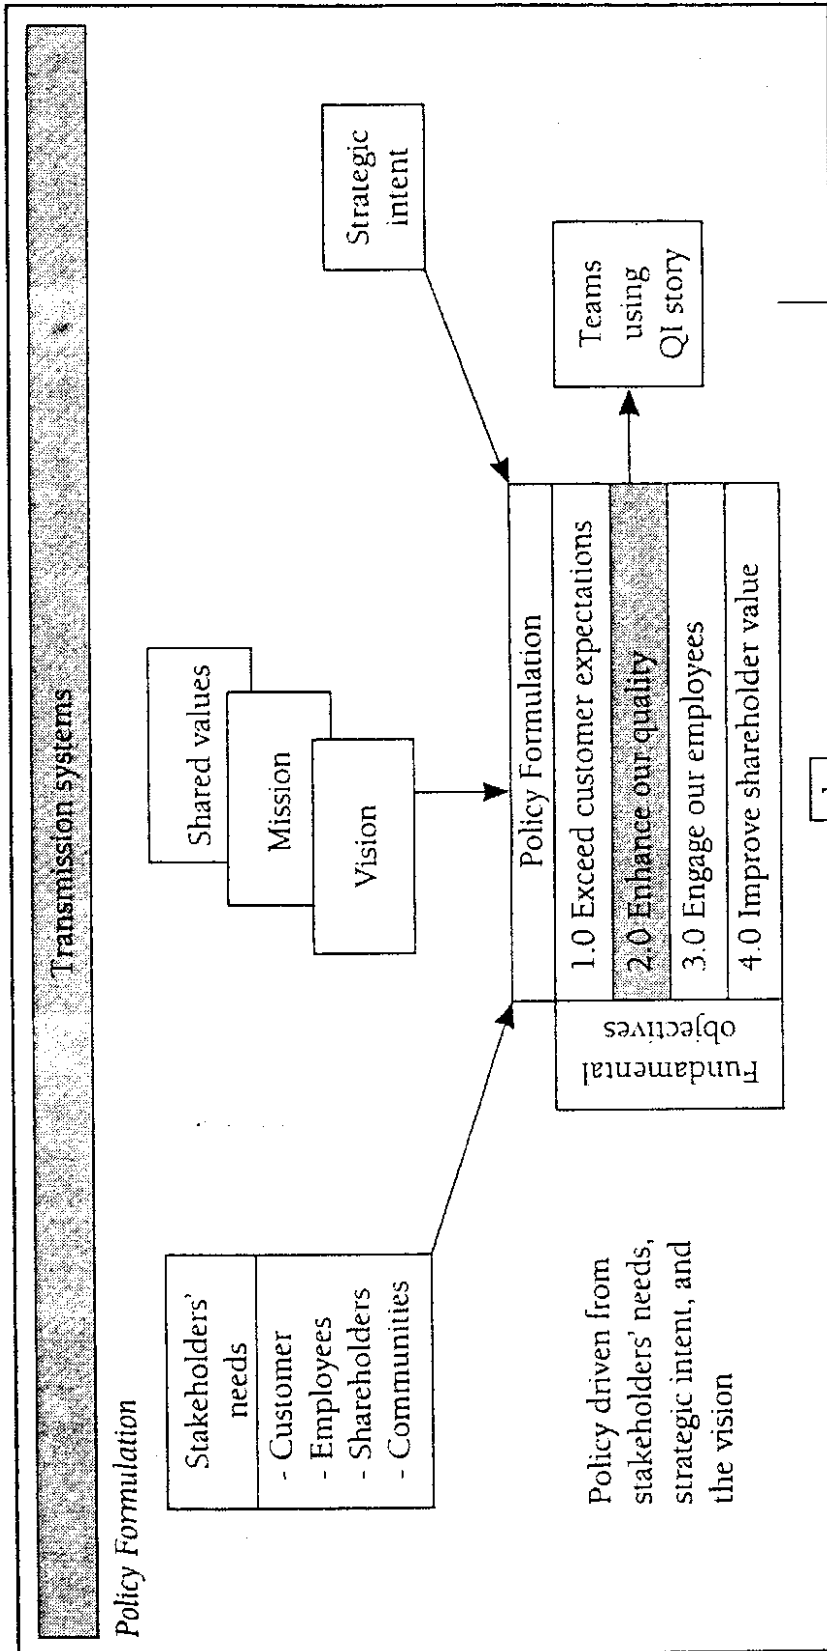 Transmission systems
Policy Formulation
Stakeholders'
needs
- Customer
- Employees
- Shareholders
- Communities
Shared values
Mission
Vision
Strategic
intent
Policy Formulation
Fundamental
objectives
1.0 Exceed customer expectations
2.0 Enhance our quality
3.0 Engage our employees
4.0 Improve shareholder value
Teams
using
QI story
Policy driven from
stakeholders' needs,
strategic intent, and
the vision